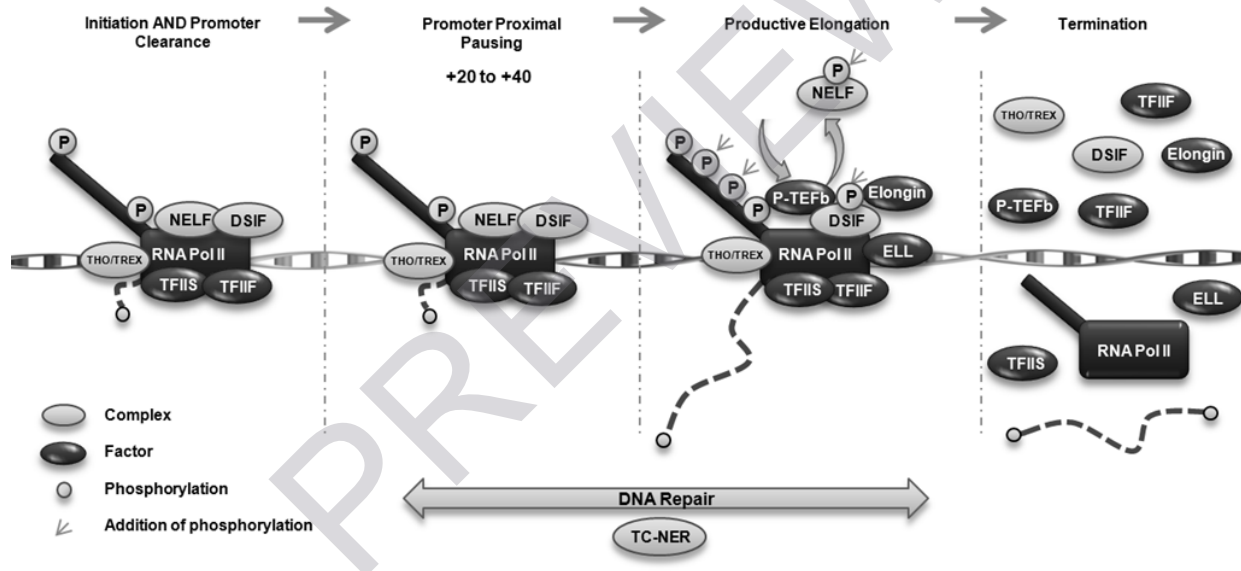 Initiation AND Promoter
Clearance
Promoter Proximal
Pausing
+20 to +40
Productive Elongation
Termination
P
P
NELF
DSIF
THO/TREX
RNA Pol II
TFIIS
TFIIF
P
P
NELF
DSIF
THO/TREX
RNA Pol II
TFIIS
TFIIF
P
NELF
P
P
P
P
P-TEFb
P
Elongin
DSIF
THO/TREX
RNA Pol II
ELL
TFIIS
TFIIF
THO/TREX
TFIIF
DSIF
Elongin
P-TEFb
TFIIF
ELL
RNA Pol II
TFIIS
Complex
Factor
Phosphorylation
Addition of phosphorylation
DNA Repair
TC-NER
PREVIEW